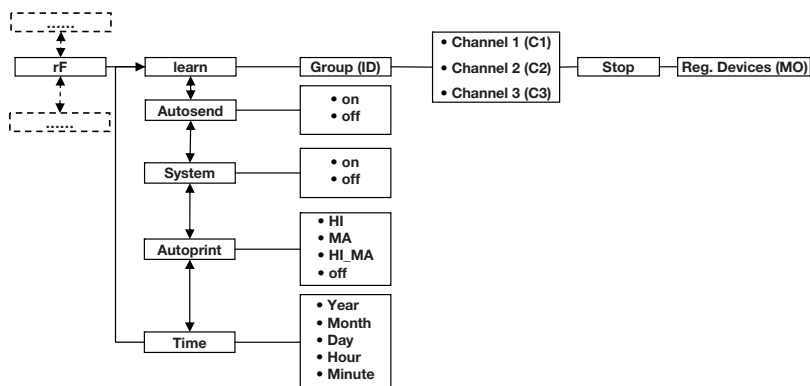 ......
rF
......
learn
Group (ID)
• Channel 1 (C1)
• Channel 2 (C2)
• Channel 3 (C3)
Stop
Reg. Devices (MO)
Autosend
• on
• off
System
• on
• off
Autoprint
• HI
• MA
• HI_MA
• off
Time
• Year
• Month
• Day
• Hour
• Minute